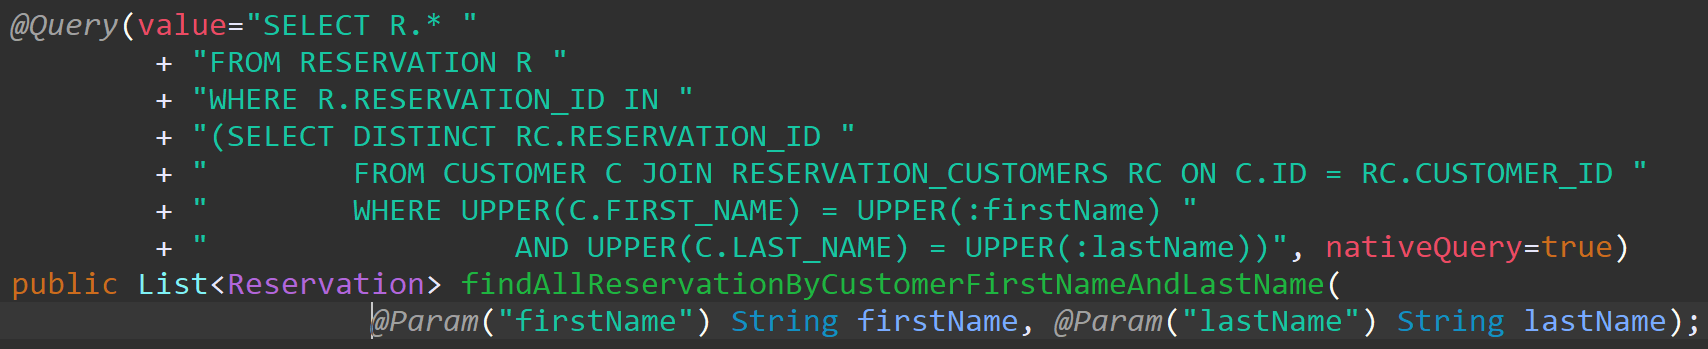 @Query(value="SELECT R.* "
+ "FROM RESERVATION R "
+ "WHERE R.RESERVATION_ID IN "
+ "(SELECT DISTINCT RC.RESERVATION_ID "
+ "        FROM CUSTOMER C JOIN RESERVATION_CUSTOMERS RC ON C.ID = RC.CUSTOMER_ID "
+ "        WHERE UPPER(C.FIRST_NAME) = UPPER(:firstName) "
+ "                 AND UPPER(C.LAST_NAME) = UPPER(:lastName))", nativeQuery=true)
public List<Reservation> findAllReservationByCustomerFirstNameAndLastName(
@Param("firstName") String firstName, @Param("lastName") String lastName);